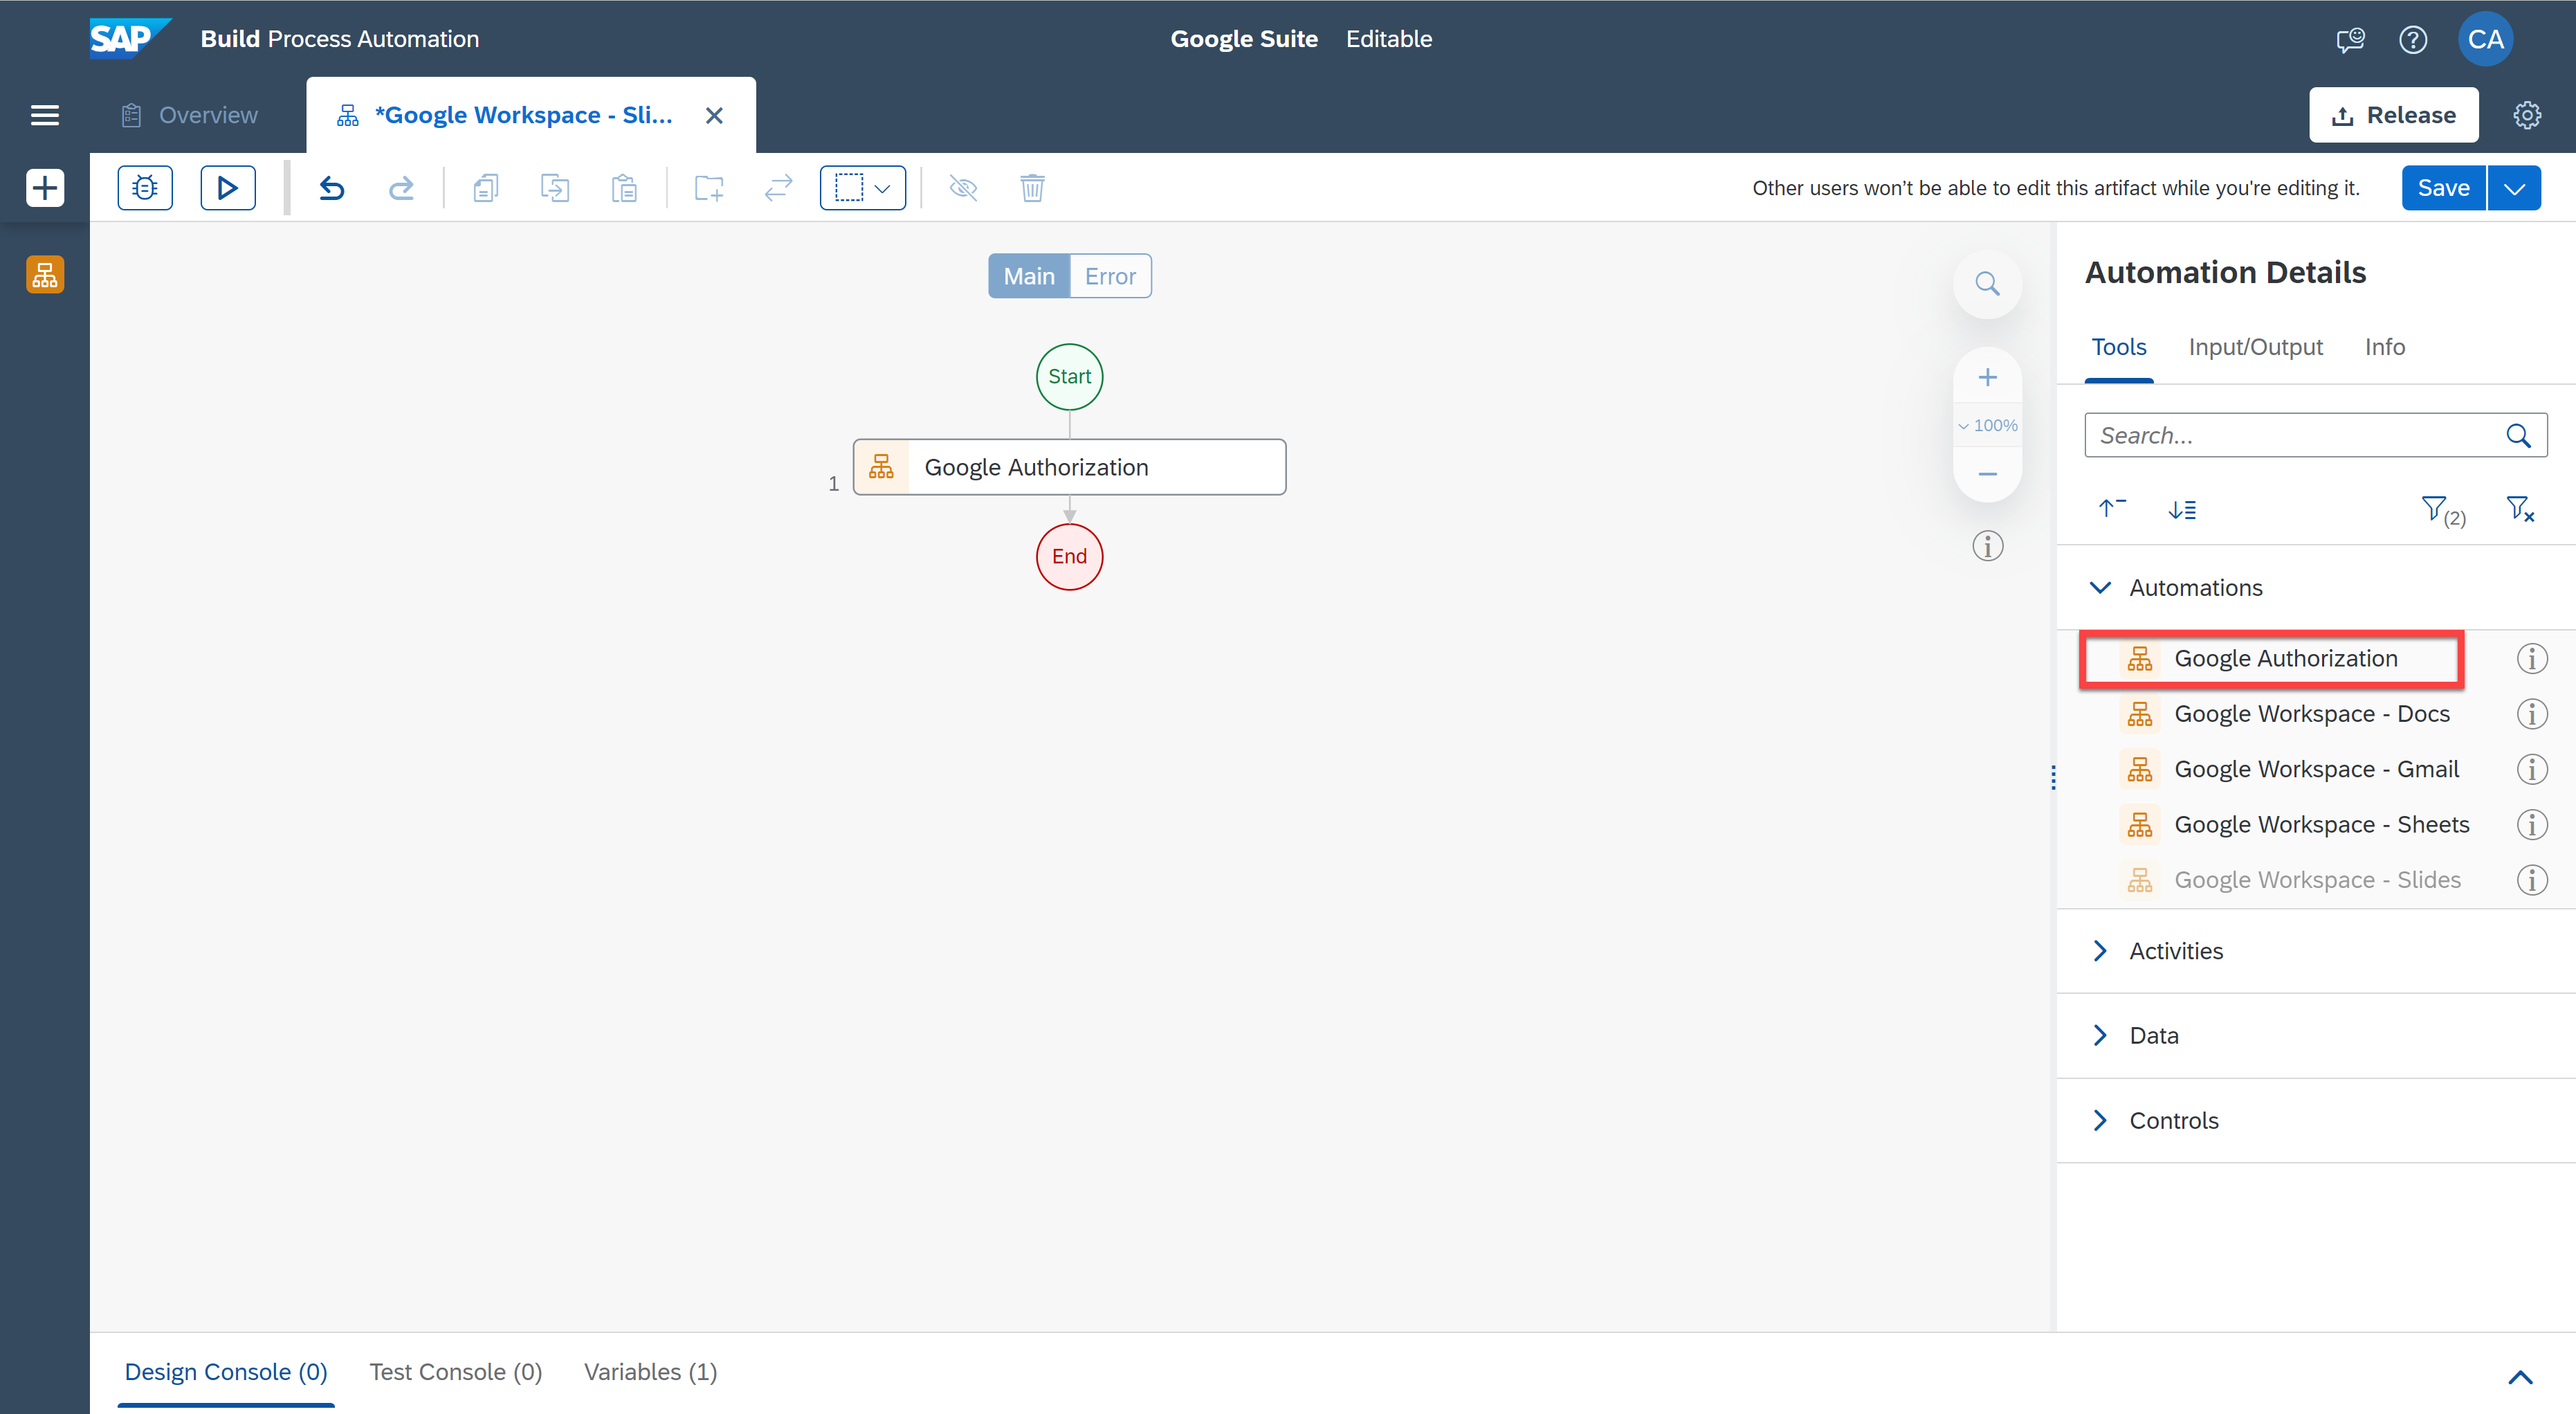 SAP Build Process Automation
Google Suite Editable
CA
Overview
*Google Workspace - Sli...
Release
Other users won't be able to edit this artifact while you're editing it.
Save
Main
Error
Start
1
Google Authorization
End
100%
Automation Details
Tools
Input/Output
Info
Search...
(2)
Automations
Google Authorization
Google Workspace - Docs
Google Workspace - Gmail
Google Workspace - Sheets
Google Workspace - Slides
Activities
Data
Controls
Design Console (0)
Test Console (0)
Variables (1)